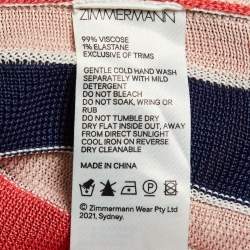 ZIMMERMANN
99% VISCOSE
1% ELASTANE
EXCLUSIVE OF TRIMS
GENTLE COLD HAND WASH
SEPARATELY WITH MILD
DETERGENT
DO NOT BLEACH
DO NOT SOAK, WRING OR
RUB
DO NOT TUMBLE DRY
DRY FLAT INSIDE OUT, AWAY
FROM DIRECT SUNLIGHT
COOL IRON ON REVERSE
DRY CLEANABLE
MADE IN CHINA
P
© Zimmermann Wear Pty Ltd
2021, Sydney.